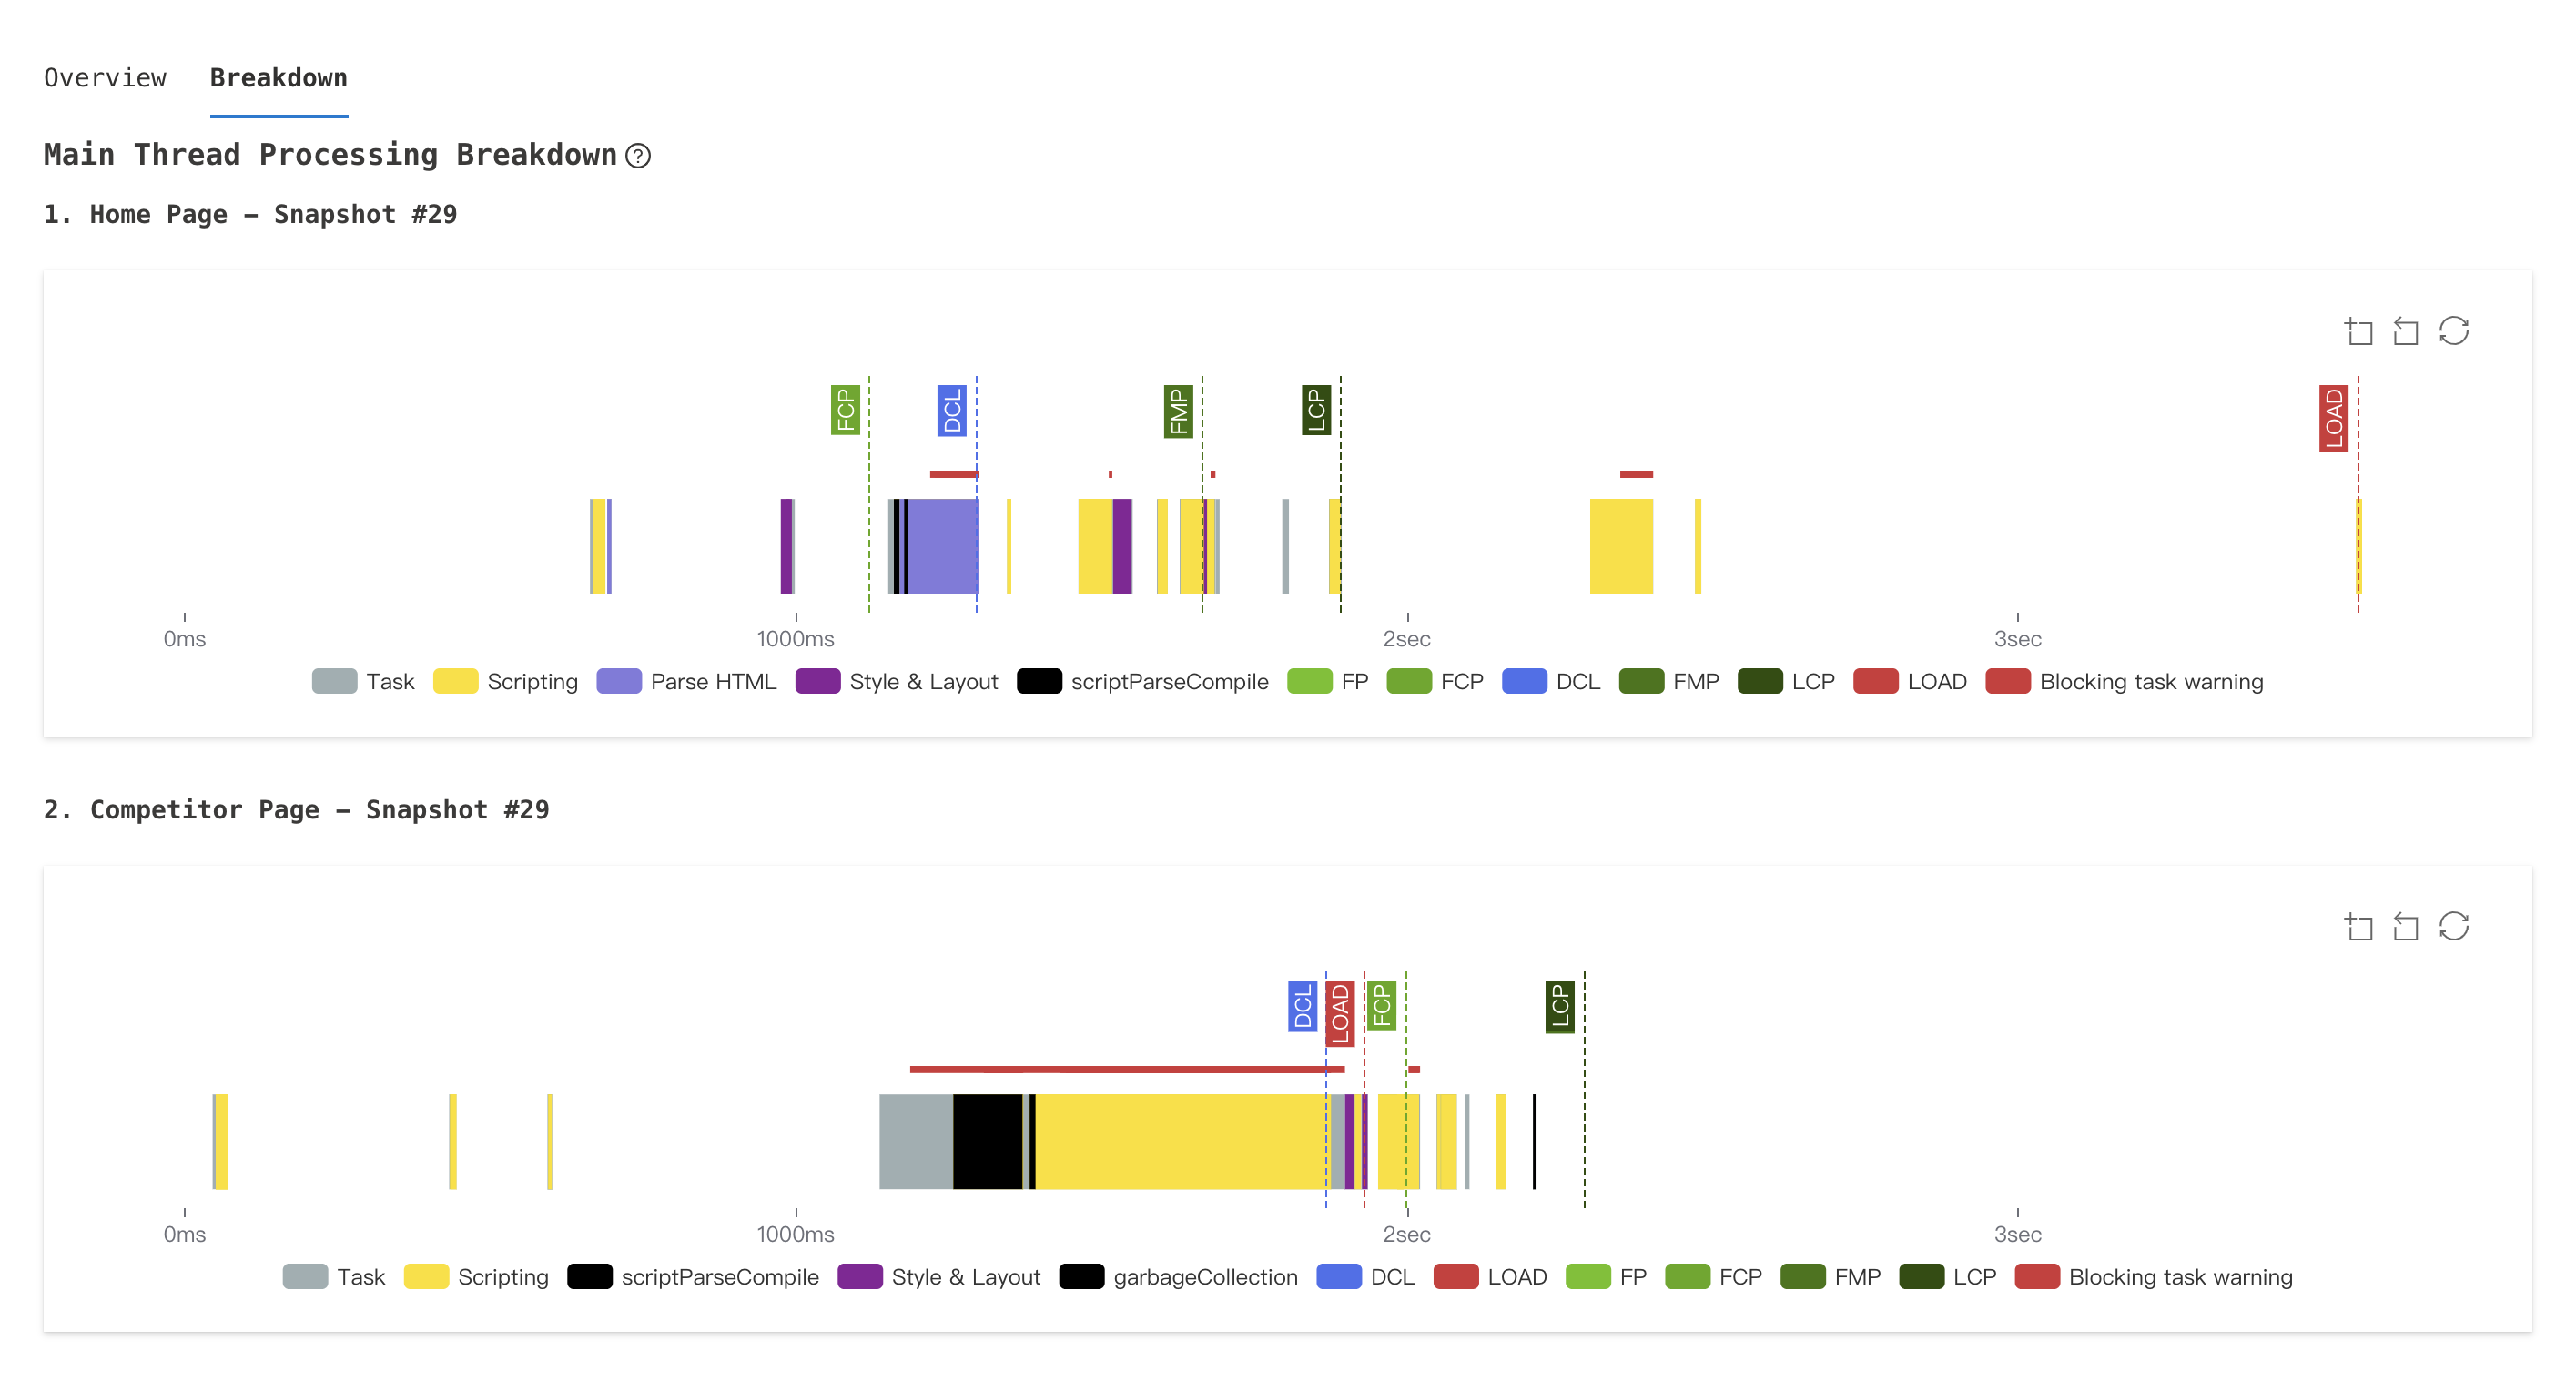 Overview Breakdown
Main Thread Processing Breakdown ?
1. Home Page – Snapshot #29
FCP DCL FMP LCP LOAD
0ms 1000ms 2sec 3sec
Task Scripting Parse HTML Style & Layout scriptParseCompile FP FCP DCL FMP LCP LOAD Blocking task warning
2. Competitor Page – Snapshot #29
DCL LOAD FCP LCP
0ms 1000ms 2sec 3sec
Task Scripting scriptParseCompile Style & Layout garbageCollection DCL LOAD FP FCP FMP LCP Blocking task warning